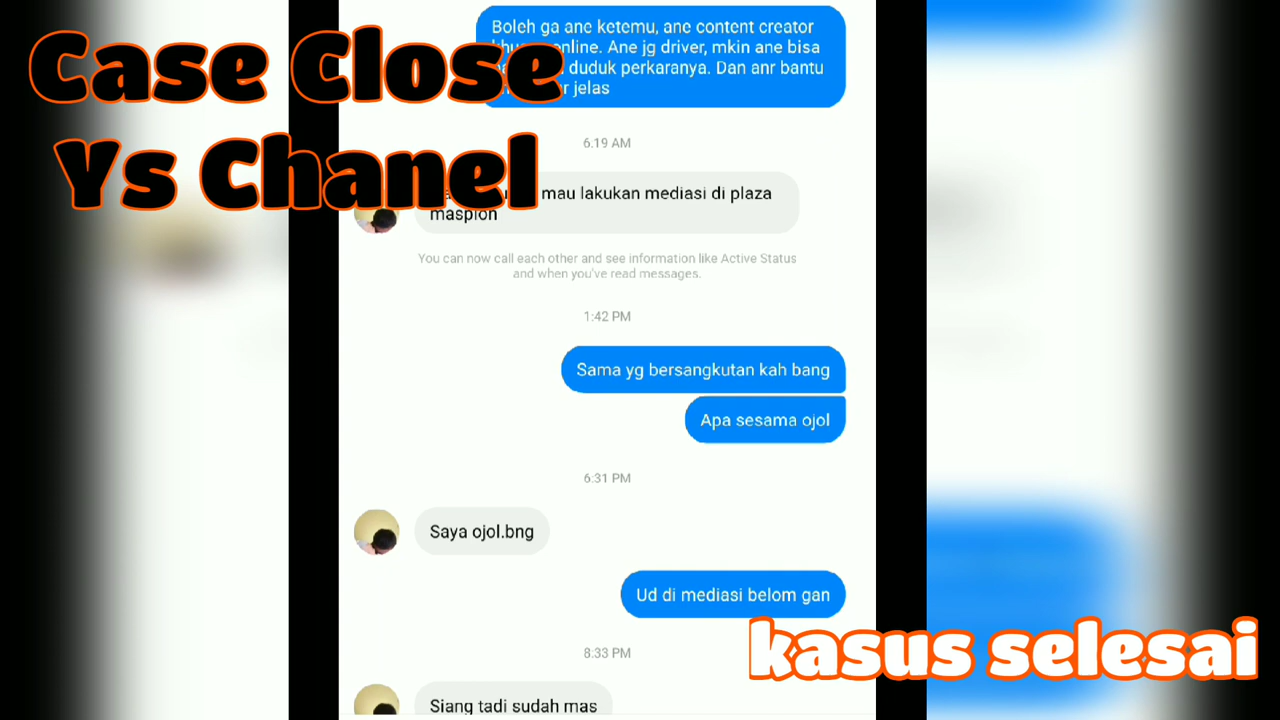 Case Close
Ys Chanel
Boleh ga ane ketemu, ane content creator
online. Ane jg driver, mkin ane bisa
duduk perkaranya. Dan anr bantu
jelas
6.19 AM
mau lakukan mediasi di plaza
maspion
You can now call each other and see information like Active Status
and when you've read messages.
1:42 PM
Sama yg bersangkutan kah bang
Apa sesama ojol
6:31 PM
Saya ojol.bng
Ud di mediasi belom gan
kasus selesai
8:33 PM
Siang tadi sudah mas